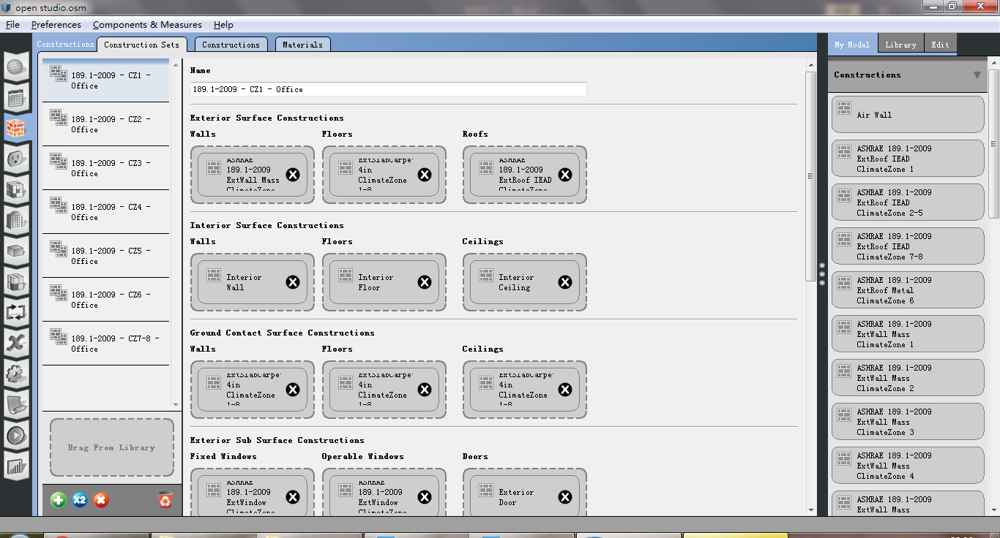 open studio.osm
File Preferences Components & Measures Help
Constructions
Construction Sets
Constructions
Materials
My Model
Library
Edit
189.1-2009 - CZ1 -
Office
189.1-2009 - CZ2 -
Office
189.1-2009 - CZ3 -
Office
189.1-2009 - CZ4 -
Office
189.1-2009 - CZ5 -
Office
189.1-2009 - CZ6 -
Office
189.1-2009 - CZ7-8 -
Office
Drag From Library
X2
Name
189.1-2009 - CZ1 - Office
Exterior Surface Constructions
Walls
Floors
Roofs
ASHRAE
189.1-2009
ExtWall Mass
ClimateZone
ExtSlabCarpe
4in
ClimateZone
1-8
ASHRAE
189.1-2009
ExtRoof IEAD
ClimateZone
Interior Surface Constructions
Walls
Floors
Ceilings
Interior
Wall
Interior
Floor
Interior
Ceiling
Ground Contact Surface Constructions
Walls
Floors
Ceilings
ExtSlabCarpe
4in
ClimateZone
1-8
ExtSlabCarpe
4in
ClimateZone
1-8
ExtSlabCarpe
4in
ClimateZone
1-8
Exterior Sub Surface Constructions
Fixed Windows
Operable Windows
Doors
ASHRAE
189.1-2009
ExtWindow
ClimateZone
ASHRAE
189.1-2009
ExtWindow
ClimateZone
Exterior
Door
Constructions
Air Wall
ASHRAE 189.1-2009
ExtRoof IEAD
ClimateZone 1
ASHRAE 189.1-2009
ExtRoof IEAD
ClimateZone 2-5
ASHRAE 189.1-2009
ExtRoof IEAD
ClimateZone 7-8
ASHRAE 189.1-2009
ExtRoof Metal
ClimateZone 6
ASHRAE 189.1-2009
ExtWall Mass
ClimateZone 1
ASHRAE 189.1-2009
ExtWall Mass
ClimateZone 2
ASHRAE 189.1-2009
ExtWall Mass
ClimateZone 3
ASHRAE 189.1-2009
ExtWall Mass
ClimateZone 4
ASHRAE 189.1-2009
ExtWall Mass